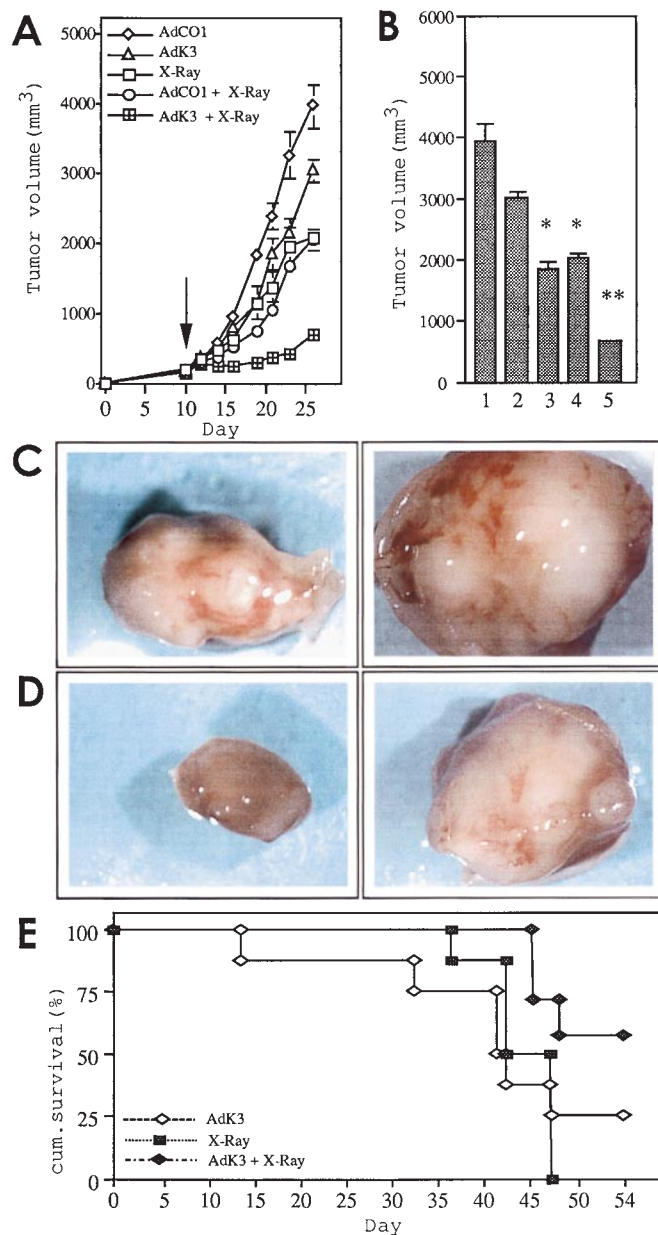 A
AdCO1
AdK3
X-Ray
AdCO1 + X-Ray
AdK3 + X-Ray
Tumor volume (mm³)
5000
4000
3000
2000
1000
0
0 5 10 15 20 25
Day
B
Tumor volume (mm³)
6000
5000
4000
3000
2000
1000
0
* * **
1 2 3 4 5
C
D
E
cum.survival (%)
100
75
50
25
0
AdK3
X-Ray
AdK3 + X-Ray
0 5 10 15 20 25 30 35 40 45 50 54
Day